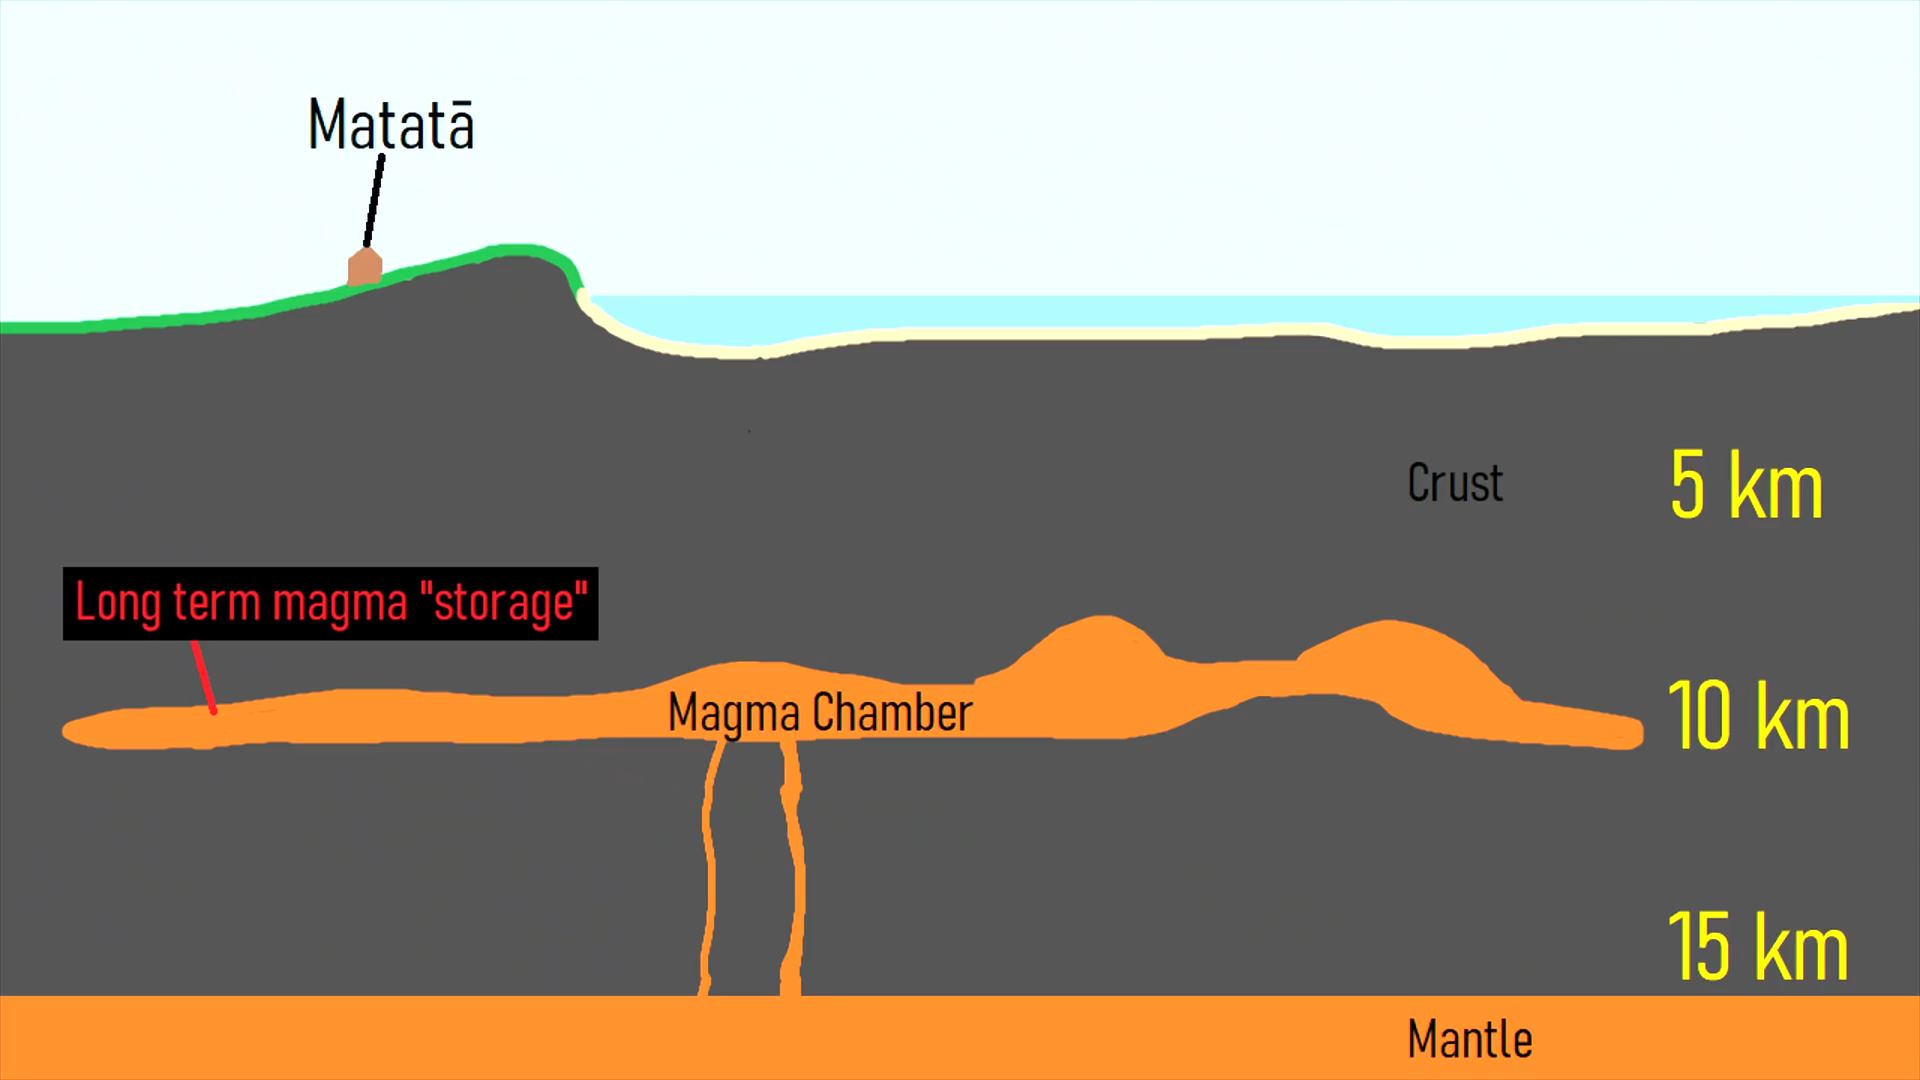 Matatā
Crust
5 km
Long term magma "storage"
Magma Chamber
10 km
15 km
Mantle